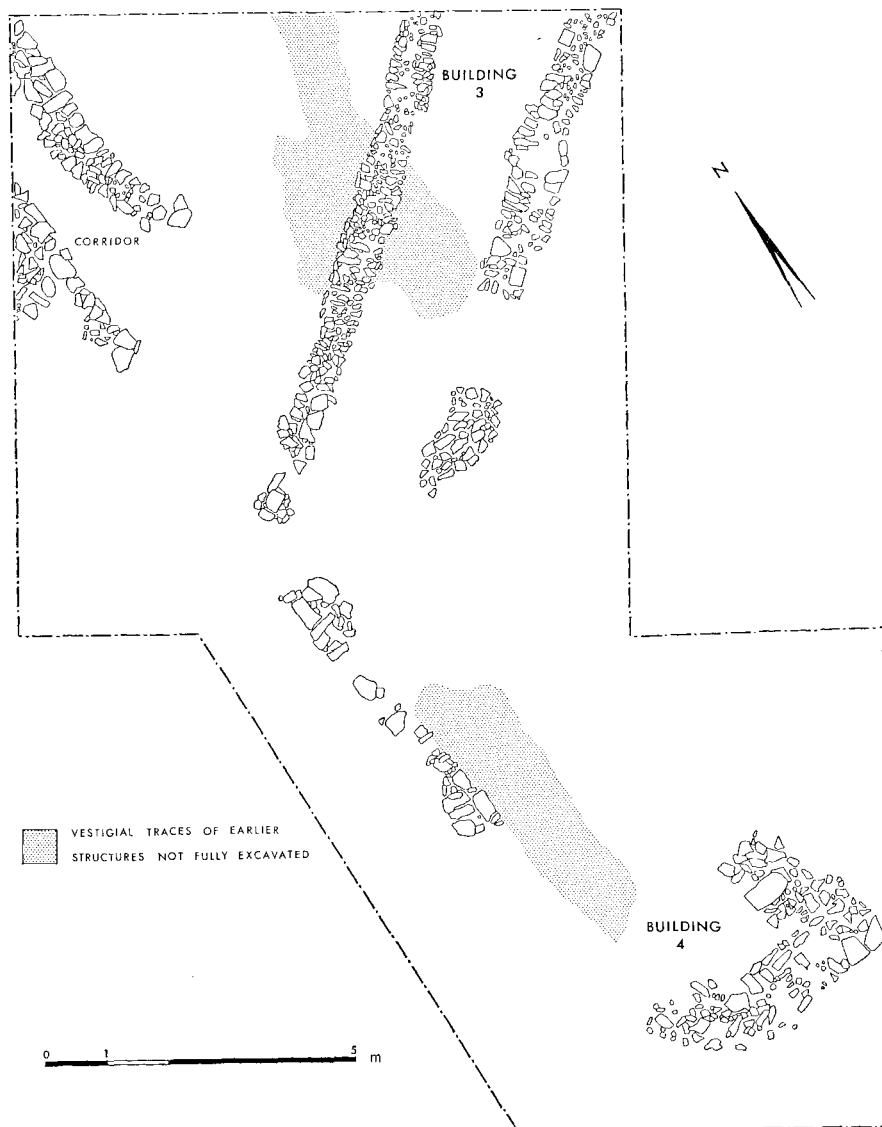 BUILDING
3
N
CORRIDOR
VESTIGIAL TRACES OF EARLIER
STRUCTURES NOT FULLY EXCAVATED
BUILDING
4
0 1 5 m